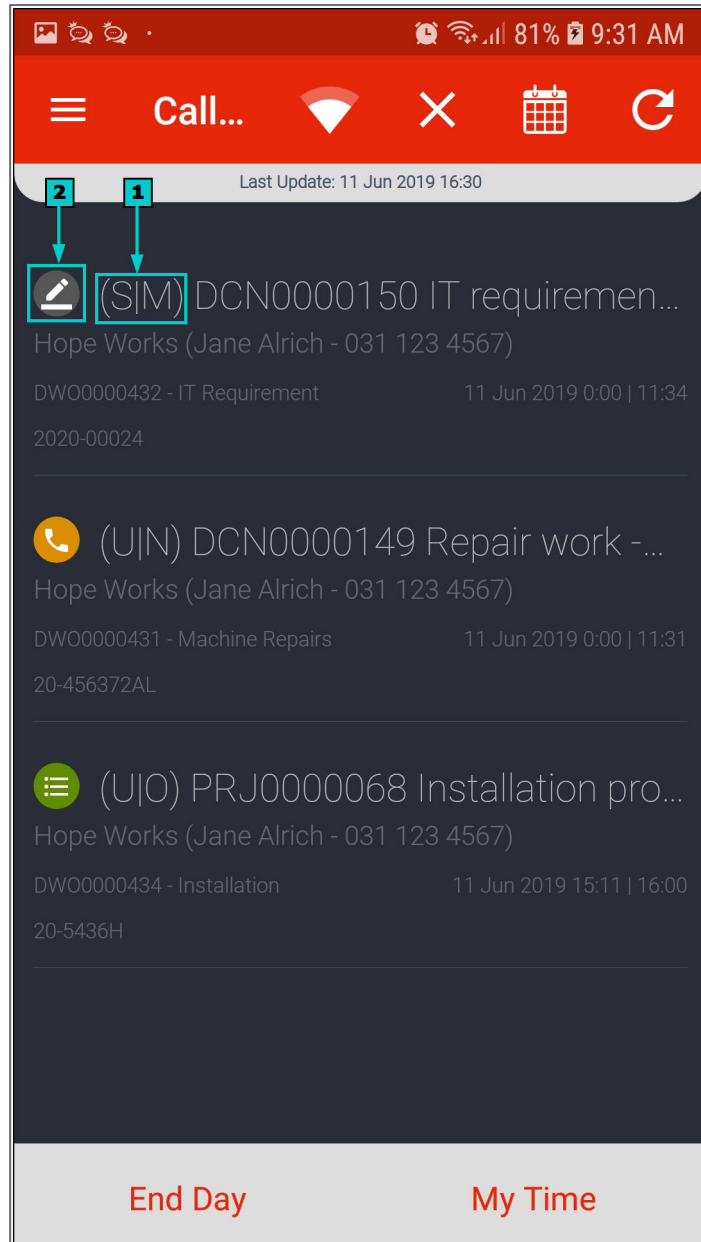 81% 9:31 AM
Call...
Last Update: 11 Jun 2019 16:30
2 1
(S|M) DCN0000150 IT requiremen...
Hope Works (Jane Alrich - 031 123 4567)
DWO0000432 - IT Requirement 11 Jun 2019 0:00 | 11:34
2020-00024
(U|N) DCN0000149 Repair work -...
Hope Works (Jane Alrich - 031 123 4567)
DWO0000431 - Machine Repairs 11 Jun 2019 0:00 | 11:31
20-456372AL
(U|O) PRJ0000068 Installation pro...
Hope Works (Jane Alrich - 031 123 4567)
DWO0000434 - Installation 11 Jun 2019 15:11 | 16:00
20-5436H
End Day My Time